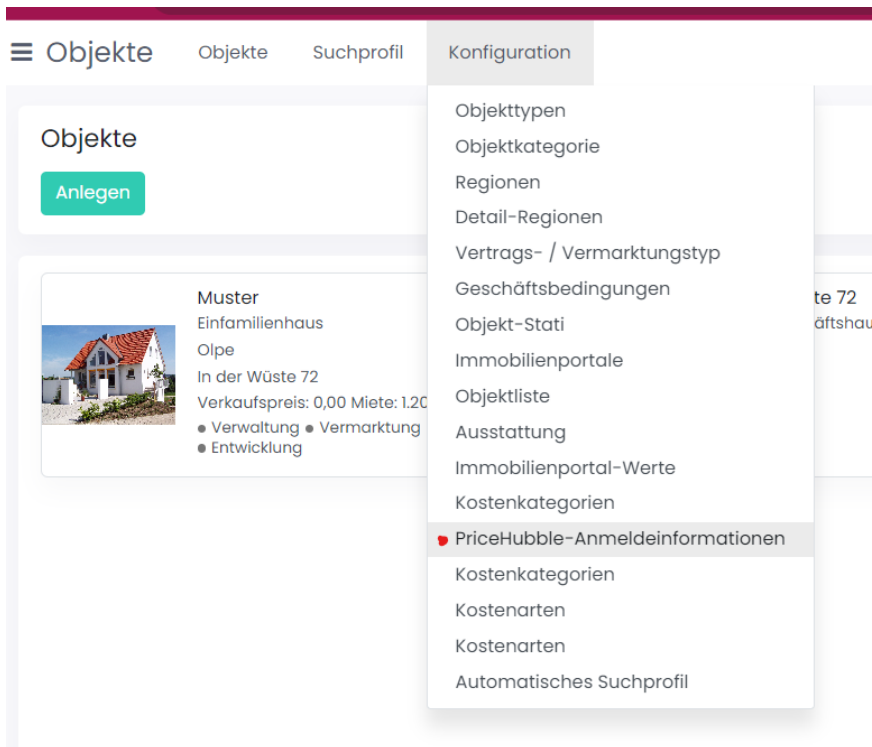 Objekte Objekte Suchprofil Konfiguration
Objekte
Anlegen
Muster
Einfamilienhaus
Olpe
In der Wüste 72
Verkaufspreis: 0,00 Miete: 1.20
Verwaltung Vermarktung
Entwicklung
Objekttypen
Objektkategorie
Regionen
Detail-Regionen
Vertrags- / Vermarktungstyp
Geschäftsbedingungen
Objekt-Stati
Immobilienportale
Objektliste
Ausstattung
Immobilienportal-Werte
Kostenkategorien
PriceHubble-Anmeldeinformationen
Kostenkategorien
Kostenarten
Kostenarten
Automatisches Suchprofil
te 72
äftshau